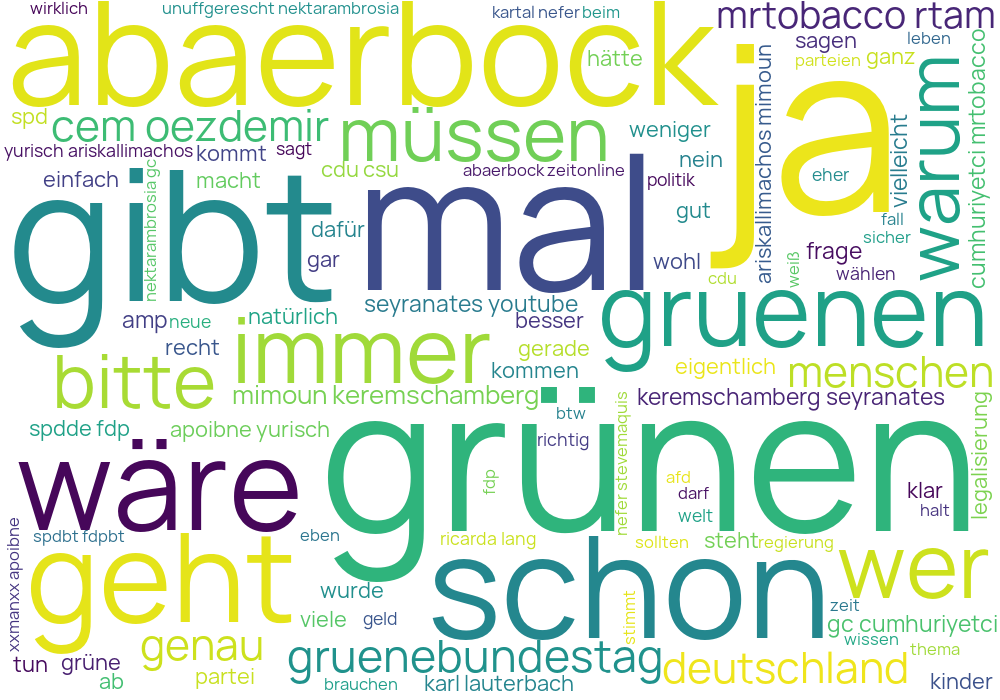 wirklich
unuffgerescht nektarambrosia
kartal nefer beim
mrtobacco rtam
abaerbock
hätte
sagen
leben
parteien
ganz
ja
spd
cem oezdemir
müssen
weniger
warum
cumhuriyetci mrtobacco
ariskallimachos mimoun
vielleicht
yurisch ariskallimachos
kommt
sagt
nein
cdu csu
abaerbock zeitonline
politik
eher
einfach
nektarambrosia gc
macht
gibt
mal
gut
dafür
fall
sicher
gar
wohl
frage
weiß
wählen
cdu
seyranates youtube
gruenen
amp
neue
natürlich
besser
recht
immer
gerade
kommen
eigentlich
menschen
bitte
mimoun keremschamberg
keremschamberg seyranates
legalisierung
btw
spdde fdp
apoibne yurisch
richtig
nefer stevemaquis
grünen
wäre
fdp
afd
darf
klar
welt
halt
xxmanxx apoibne
spdbt fdpbt
eben
ricarda lang
sollten
steht
regierung
geht
schon
wer
wurde
stimmt
zeit
viele
geld
gc cumhuriyetci
wissen
genau
thema
tun
grüne
gruenebundestag
deutschland
ab
partei
brauchen
karl lauterbach
kinder